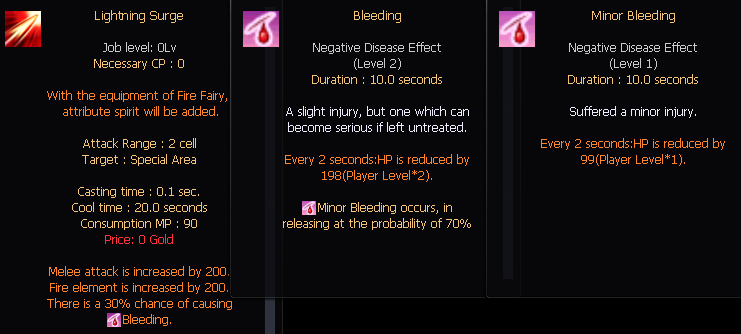 Lightning Surge
Job level: 0Lv
Necessary CP : 0
With the equipment of Fire Fairy,
attribute spirit will be added.
Attack Range : 2 cell
Target : Special Area
Casting time : 0.1 sec.
Cool time : 20.0 seconds
Consumption MP : 90
Price: 0 Gold
Melee attack is increased by 200.
Fire element is increased by 200.
There is a 30% chance of causing
Bleeding.
Bleeding
Negative Disease Effect
(Level 2)
Duration : 10.0 seconds
A slight injury, but one which can
become serious if left untreated.
Every 2 seconds:HP is reduced by
198(Player Level*2).
Minor Bleeding occurs, in
releasing at the probability of 70%
Minor Bleeding
Negative Disease Effect
(Level 1)
Duration : 10.0 seconds
Suffered a minor injury.
Every 2 seconds:HP is reduced by
99(Player Level*1).